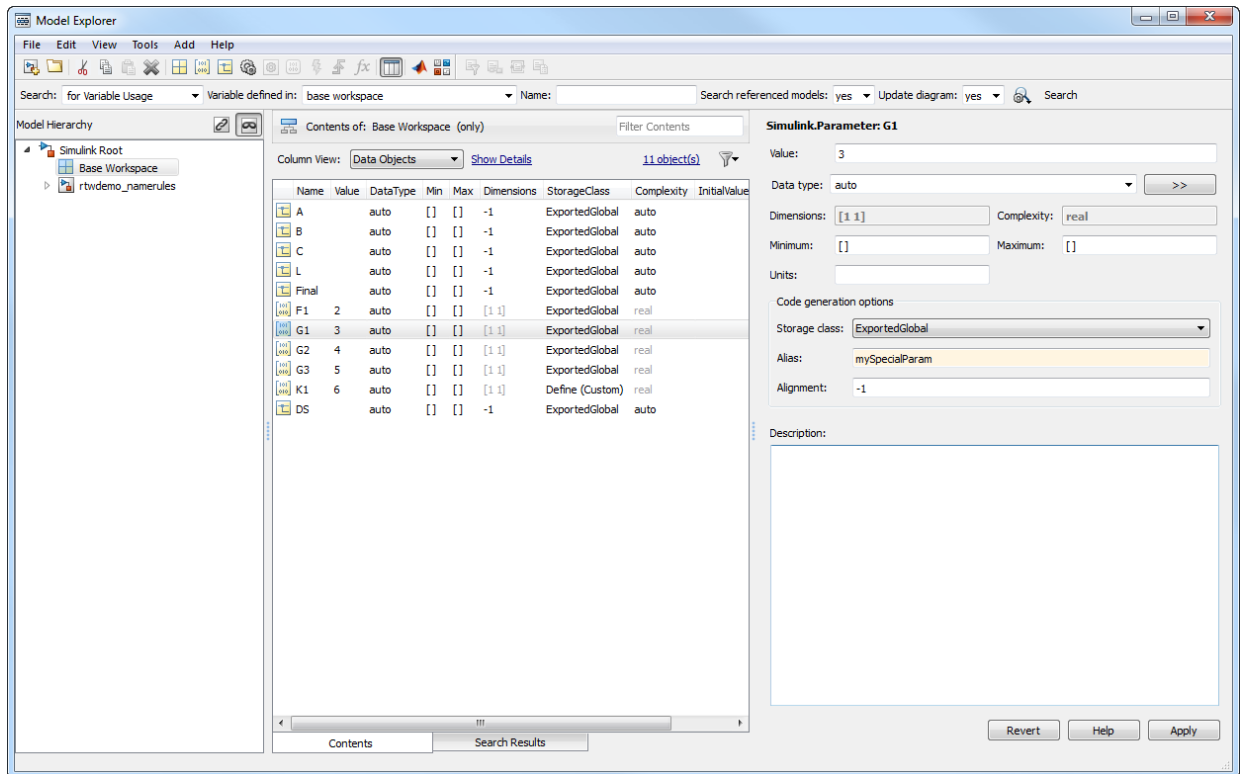 Model Explorer
File Edit View Tools Add Help
Search: for Variable Usage Variable defined in: base workspace Name: Search referenced models: yes Update diagram: yes Search
Model Hierarchy
Simulink Root
Base Workspace
rtwdemo_namerules
Contents of: Base Workspace (only) Filter Contents
Column View: Data Objects Show Details 11 object(s)
Name Value DataType Min Max Dimensions StorageClass Complexity InitialValue
A auto [] [] -1 ExportedGlobal auto
B auto [] [] -1 ExportedGlobal auto
C auto [] [] -1 ExportedGlobal auto
L auto [] [] -1 ExportedGlobal auto
Final auto [] [] -1 ExportedGlobal auto
F1 2 auto [] [] [1 1] ExportedGlobal real
G1 3 auto [] [] [1 1] ExportedGlobal real
G2 4 auto [] [] [1 1] ExportedGlobal real
G3 5 auto [] [] [1 1] ExportedGlobal real
K1 6 auto [] [] [1 1] Define (Custom) real
DS auto [] [] -1 ExportedGlobal auto
Contents Search Results
Simulink.Parameter: G1
Value: 3
Data type: auto >>
Dimensions: [1 1] Complexity: real
Minimum: [] Maximum: []
Units:
Code generation options
Storage class: ExportedGlobal
Alias: mySpecialParam
Alignment: -1
Description:
Revert Help Apply